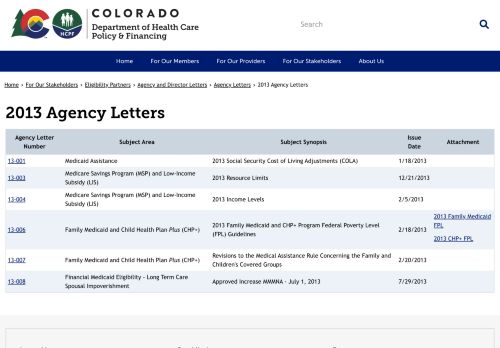 COLORADO
Department of Health Care
Policy & Financing
HCPF
Search
Home
For Our Members
For Our Providers
For Our Stakeholders
About Us
Home › For Our Stakeholders › Eligibility Partners › Agency and Director Letters › Agency Letters › 2013 Agency Letters
2013 Agency Letters
Agency Letter Number
Subject Area
Subject Synopsis
Issue Date
Attachment
13-001
Medicaid Assistance
2013 Social Security Cost of Living Adjustments (COLA)
1/18/2013
13-003
Medicare Savings Program (MSP) and Low-Income
Subsidy (LIS)
2013 Resource Limits
12/21/2013
13-004
Medicare Savings Program (MSP) and Low-Income
Subsidy (LIS)
2013 Income Levels
2/5/2013
13-006
Family Medicaid and Child Health Plan Plus (CHP+)
2013 Family Medicaid and CHP+ Program Federal Poverty Level
(FPL) Guidelines
2/18/2013
2013 Family Medicaid
FPL
2013 CHP+ FPL
13-007
Family Medicaid and Child Health Plan Plus (CHP+)
Revisions to the Medical Assistance Rule Concerning the Family and
Children's Covered Groups
2/20/2013
13-008
Financial Medicaid Eligibility - Long Term Care
Spousal Impoverishment
Approved Increase MMMNA - July 1, 2013
7/29/2013